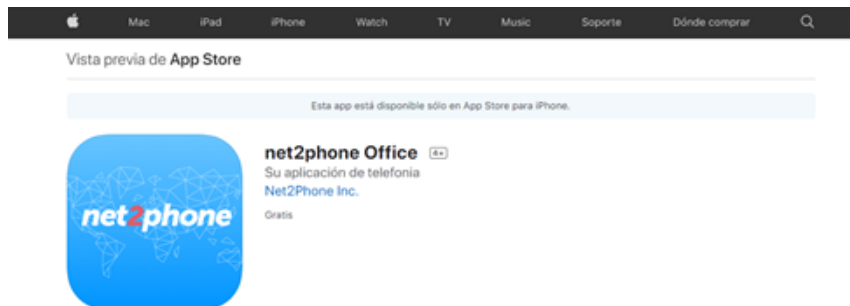 Mac iPad iPhone Watch TV Music Soporte Dónde comprar
Vista previa de App Store
Esta app está disponible sólo en App Store para iPhone.
net2phone Office 4+
Su aplicación de telefonia
Net2Phone Inc.
Gratis
net2phone